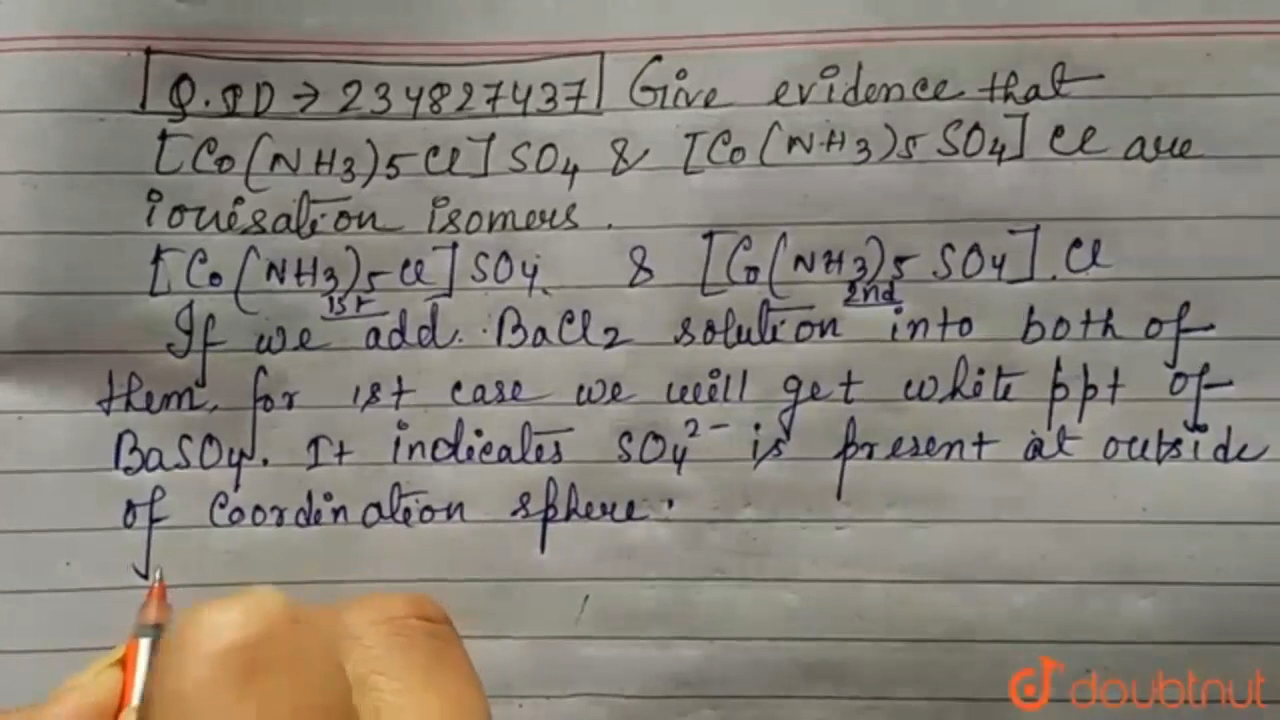 Q.ID → 234827437 Give evidence that
[Co(NH3)5Cl]SO4 & [Co(NH3)5SO4]Cl are
ionisation isomers.
[Co(NH3)5Cl]SO4. & [Co(NH3)5SO4].Cl
1st 2nd
If we add. BaCl2 solution into both of
them, for 1st case we will get white ppt of
BaSO4. It indicates SO4²⁻ is present at outside
of coordination sphere.
doubtnut